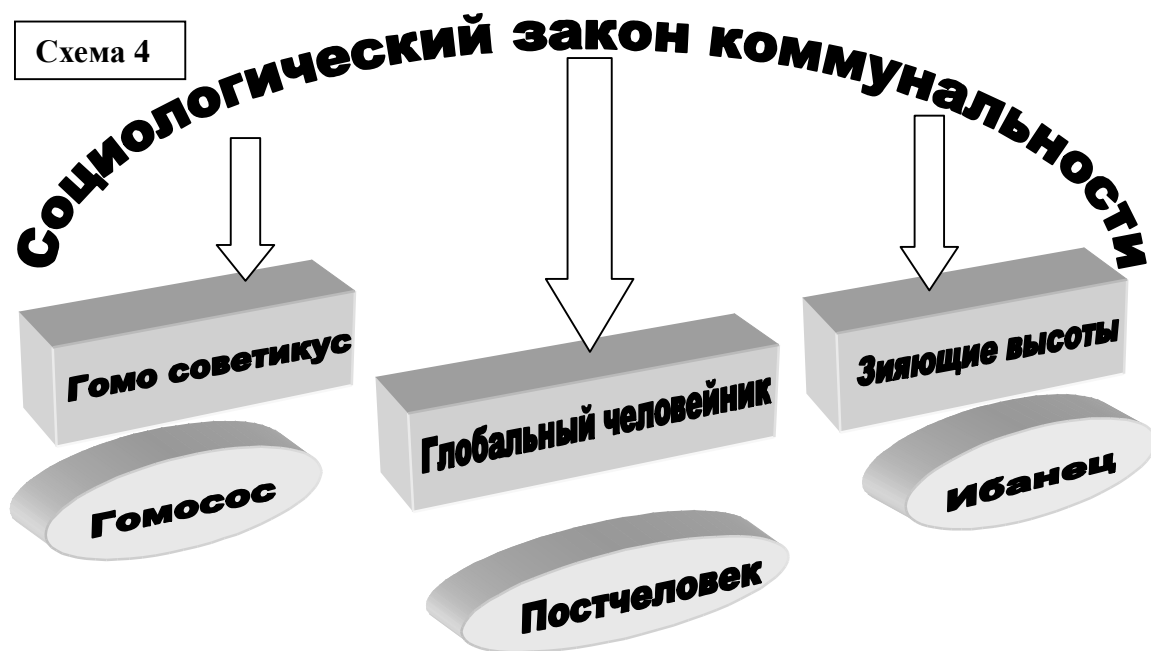 Схема 4
Социологический закон коммунальности
Гомо советикус
Глобальный человейник
Зияющие высоты
Гомосос
Постчеловек
Ибанец